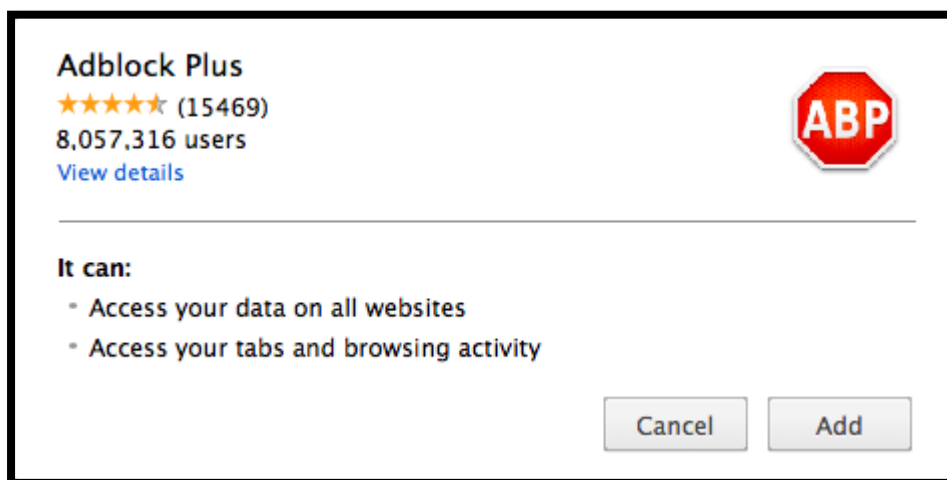 Adblock Plus
(15469)
8,057,316 users
View details
ABP
It can:
Access your data on all websites
Access your tabs and browsing activity
Cancel
Add